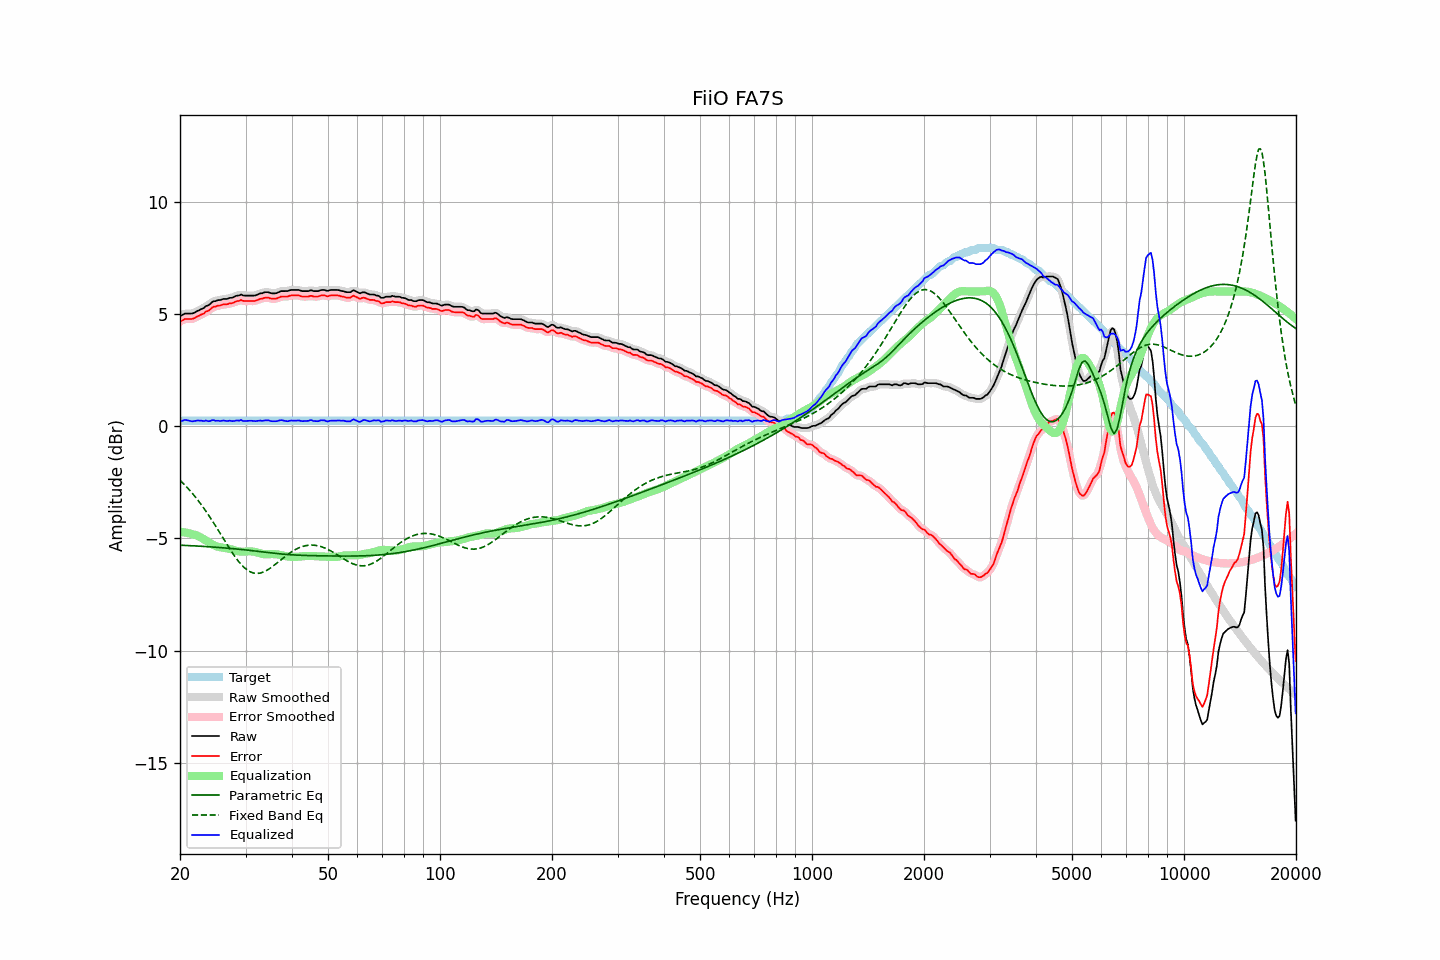 FiiO FA7S
Amplitude (dBr)
10
5
0
−5
−10
−15
Target
Raw Smoothed
Error Smoothed
Raw
Error
Equalization
Parametric Eq
Fixed Band Eq
Equalized
20 50 100 200 500 1000 2000 5000 10000 20000
Frequency (Hz)